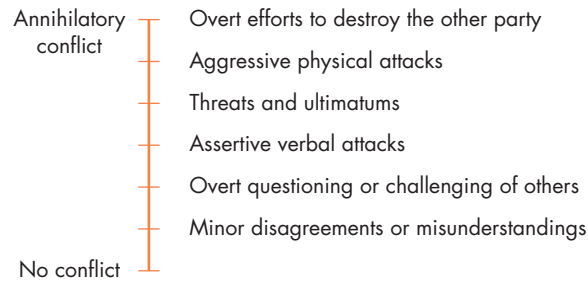 Annihilatory
conflict
Overt efforts to destroy the other party
Aggressive physical attacks
Threats and ultimatums
Assertive verbal attacks
Overt questioning or challenging of others
Minor disagreements or misunderstandings
No conflict